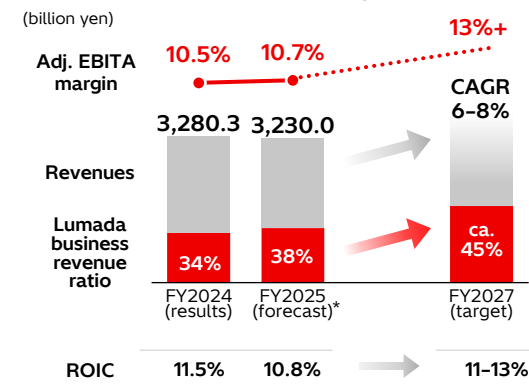 (billion yen)
13%+
Adj. EBITA
margin
10.5%
10.7%
CAGR
6–8%
3,280.3
3,230.0
Revenues
Lumada
business
revenue
ratio
34%
38%
ca.
45%
FY2024
(results)
FY2025
(forecast)*
FY2027
(target)
ROIC
11.5%
10.8%
11–13%